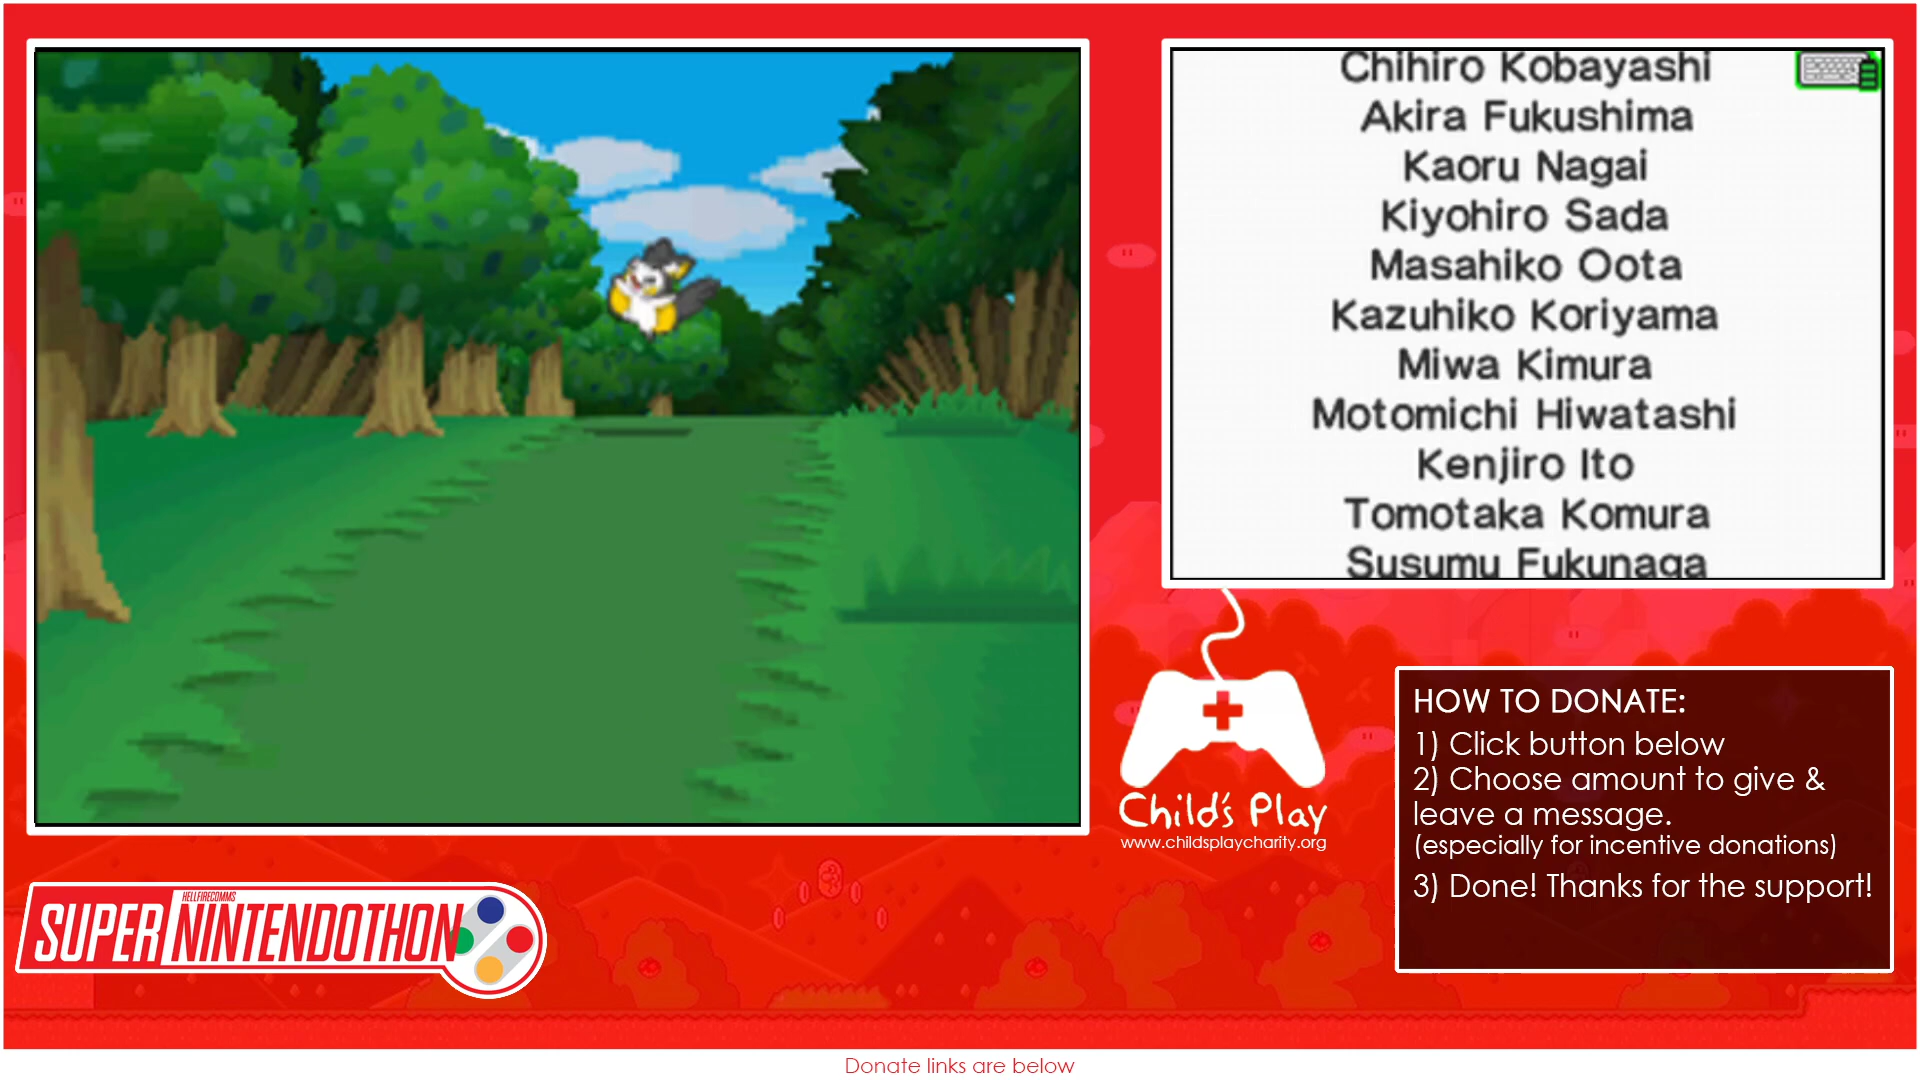 Chihiro Kobayashi
Akira Fukushima
Kaoru Nagai
Kiyohiro Sada
Masahiko Oota
Kazuhiko Koriyama
Miwa Kimura
Motomichi Hiwatashi
Kenjiro Ito
Tomotaka Komura
Susumu Fukunaga
Child's Play
www.childsplaycharity.org
HOW TO DONATE:
1) Click button below
2) Choose amount to give &
leave a message.
(especially for incentive donations)
3) Done! Thanks for the support!
HELLFIRECOMMS
SUPER NINTENDOTHON
Donate links are below